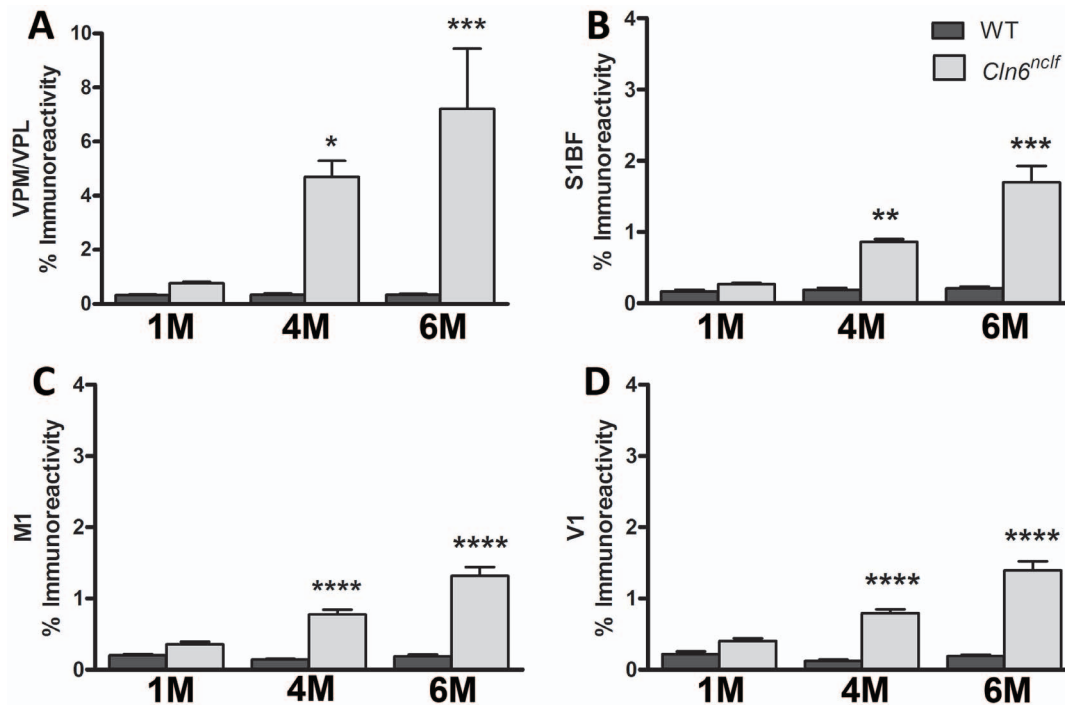 A
VPM/VPL
% Immunoreactivity
10
8
6
4
2
0
*
***
1M 4M 6M
B
S1BF
% Immunoreactivity
4
3
2
1
0
**
***
WT
Cln6nclf
1M 4M 6M
C
M1
% Immunoreactivity
4
3
2
1
0
****
****
1M 4M 6M
D
V1
% Immunoreactivity
4
3
2
1
0
****
****
1M 4M 6M